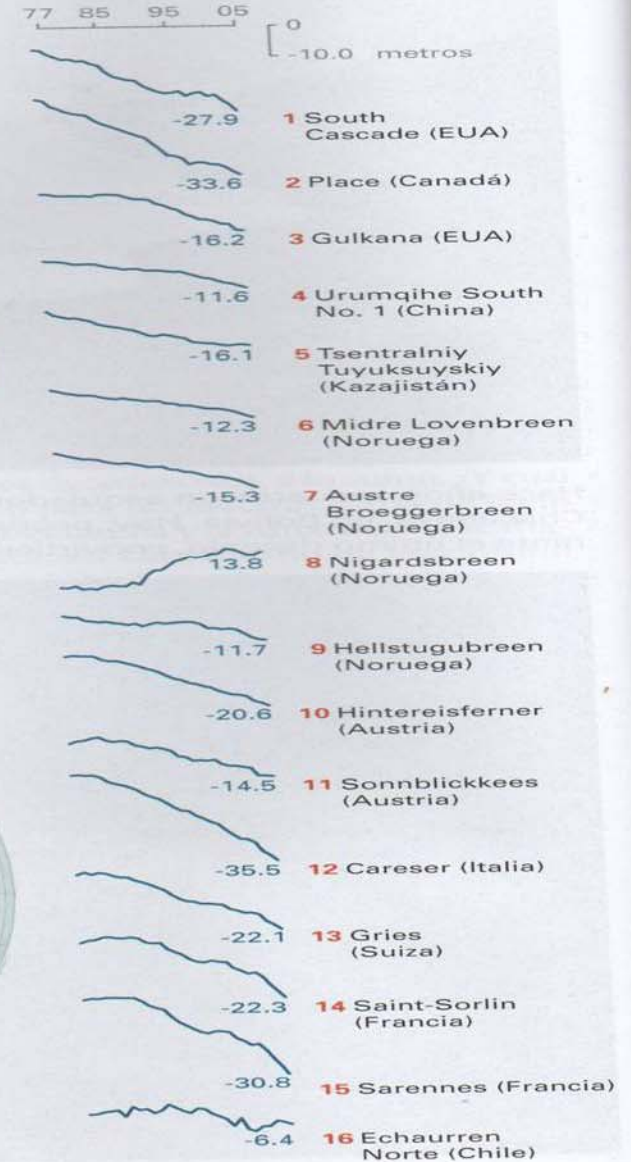 77 85 95 05
0
-10.0 metros
-27.9 1 South
Cascade (EUA)
-33.6 2 Place (Canadá)
-16.2 3 Gulkana (EUA)
-11.6 4 Urumqihe South
No. 1 (China)
-16.1 5 Tsentralniy
Tuyuksuyskiy
(Kazajistán)
-12.3 6 Midre Lovenbreen
(Noruega)
-15.3 7 Austre
Broeggerbreen
(Noruega)
13.8 8 Nigardsbreen
(Noruega)
-11.7 9 Hellstugubreen
(Noruega)
-20.6 10 Hintereisferner
(Austria)
-14.5 11 Sonnblickkees
(Austria)
-35.5 12 Careser (Italia)
-22.1 13 Gries
(Suiza)
-22.3 14 Saint-Sorlin
(Francia)
-30.8 15 Sarennes (Francia)
-6.4 16 Echaurren
Norte (Chile)